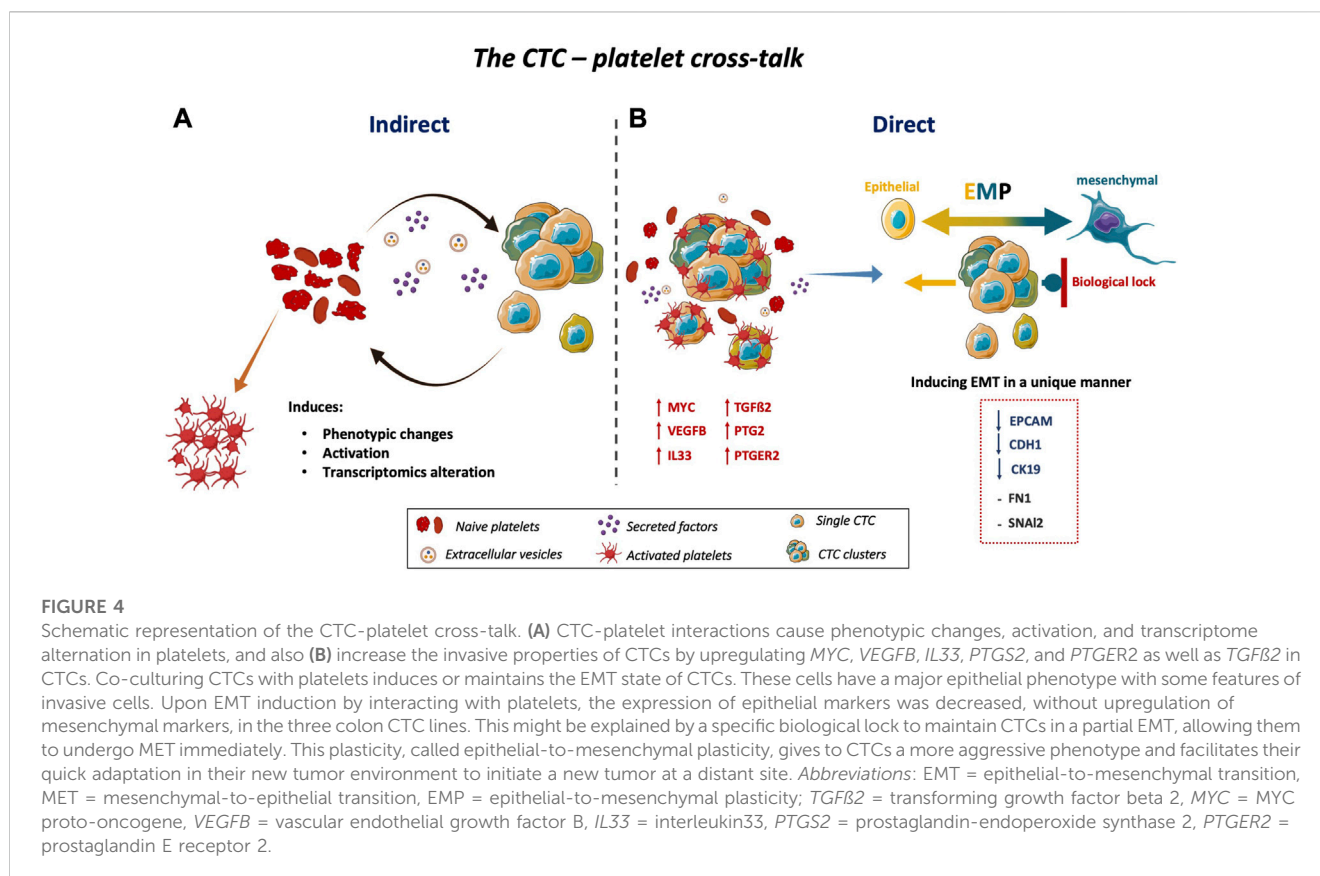 The CTC – platelet cross-talk
A
Indirect
Induces:
• Phenotypic changes
• Activation
• Transcriptomics alteration
B
Direct
Epithelial
EMP
mesenchymal
Biological lock
↑ MYC ↑ TGFß2
↑ VEGFB ↑ PTG2
↑ IL33 ↑ PTGER2
Inducing EMT in a unique manner
↓ EPCAM
↓ CDH1
↓ CK19
- FN1
- SNAI2
Naive platelets Secreted factors Single CTC
Extracellular vesicles Activated platelets CTC clusters
FIGURE 4
Schematic representation of the CTC-platelet cross-talk. (A) CTC-platelet interactions cause phenotypic changes, activation, and transcriptome
alternation in platelets, and also (B) increase the invasive properties of CTCs by upregulating MYC, VEGFB, IL33, PTGS2, and PTGER2 as well as TGFß2 in
CTCs. Co-culturing CTCs with platelets induces or maintains the EMT state of CTCs. These cells have a major epithelial phenotype with some features of
invasive cells. Upon EMT induction by interacting with platelets, the expression of epithelial markers was decreased, without upregulation of
mesenchymal markers, in the three colon CTC lines. This might be explained by a specific biological lock to maintain CTCs in a partial EMT, allowing them
to undergo MET immediately. This plasticity, called epithelial-to-mesenchymal plasticity, gives to CTCs a more aggressive phenotype and facilitates their
quick adaptation in their new tumor environment to initiate a new tumor at a distant site. Abbreviations: EMT = epithelial-to-mesenchymal transition,
MET = mesenchymal-to-epithelial transition, EMP = epithelial-to-mesenchymal plasticity; TGFß2 = transforming growth factor beta 2, MYC = MYC
proto-oncogene, VEGFB = vascular endothelial growth factor B, IL33 = interleukin33, PTGS2 = prostaglandin-endoperoxide synthase 2, PTGER2 =
prostaglandin E receptor 2.